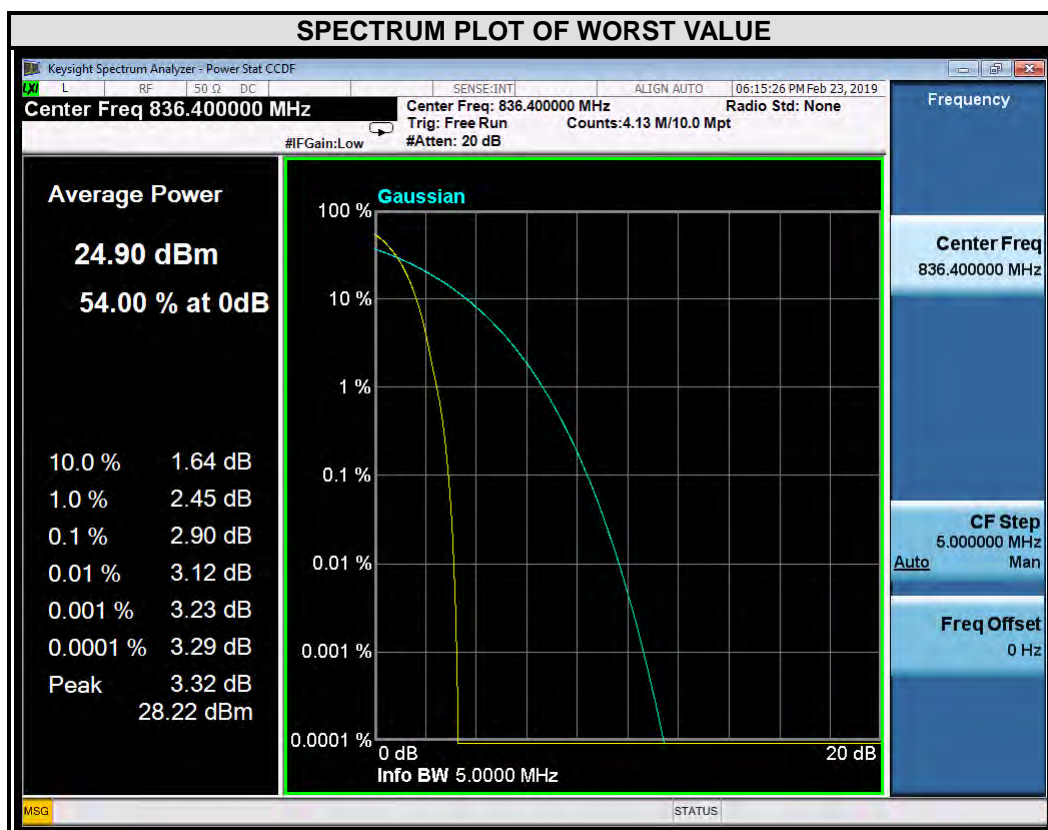 SPECTRUM PLOT OF WORST VALUE
Keysight Spectrum Analyzer - Power Stat CCDF
LXI L RF 50 Ω DC SENSE:INT ALIGN AUTO 06:15:26 PM Feb 23, 2019
Center Freq 836.400000 MHz
Center Freq: 836.400000 MHz Radio Std: None
Trig: Free Run Counts:4.13 M/10.0 Mpt
#IFGain:Low #Atten: 20 dB
Frequency
Center Freq
836.400000 MHz
CF Step
5.000000 MHz
Auto Man
Freq Offset
0 Hz
Average Power
24.90 dBm
54.00 % at 0dB
10.0 % 1.64 dB
1.0 % 2.45 dB
0.1 % 2.90 dB
0.01 % 3.12 dB
0.001 % 3.23 dB
0.0001 % 3.29 dB
Peak 3.32 dB
28.22 dBm
Gaussian
100 %
10 %
1 %
0.1 %
0.01 %
0.001 %
0.0001 %
0 dB 20 dB
Info BW 5.0000 MHz
MSG STATUS